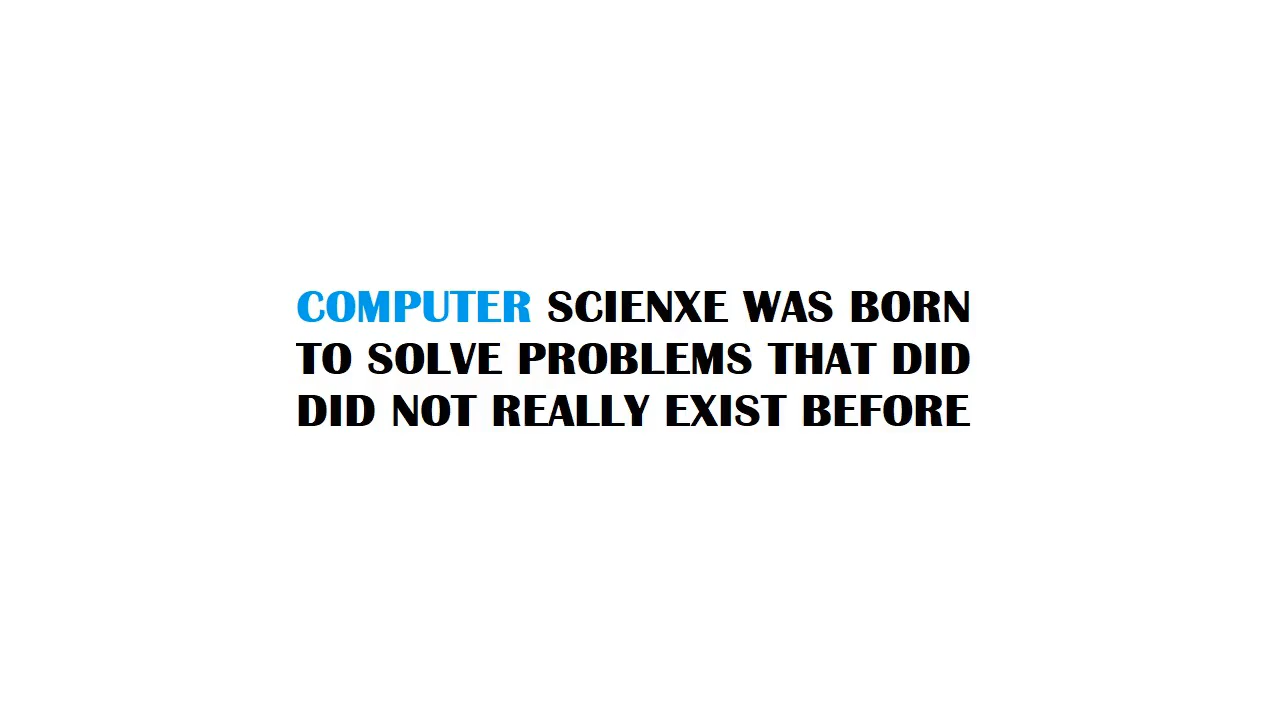 COMPUTER SCIENXE WAS BORN
TO SOLVE PROBLEMS THAT DID
DID NOT REALLY EXIST BEFORE